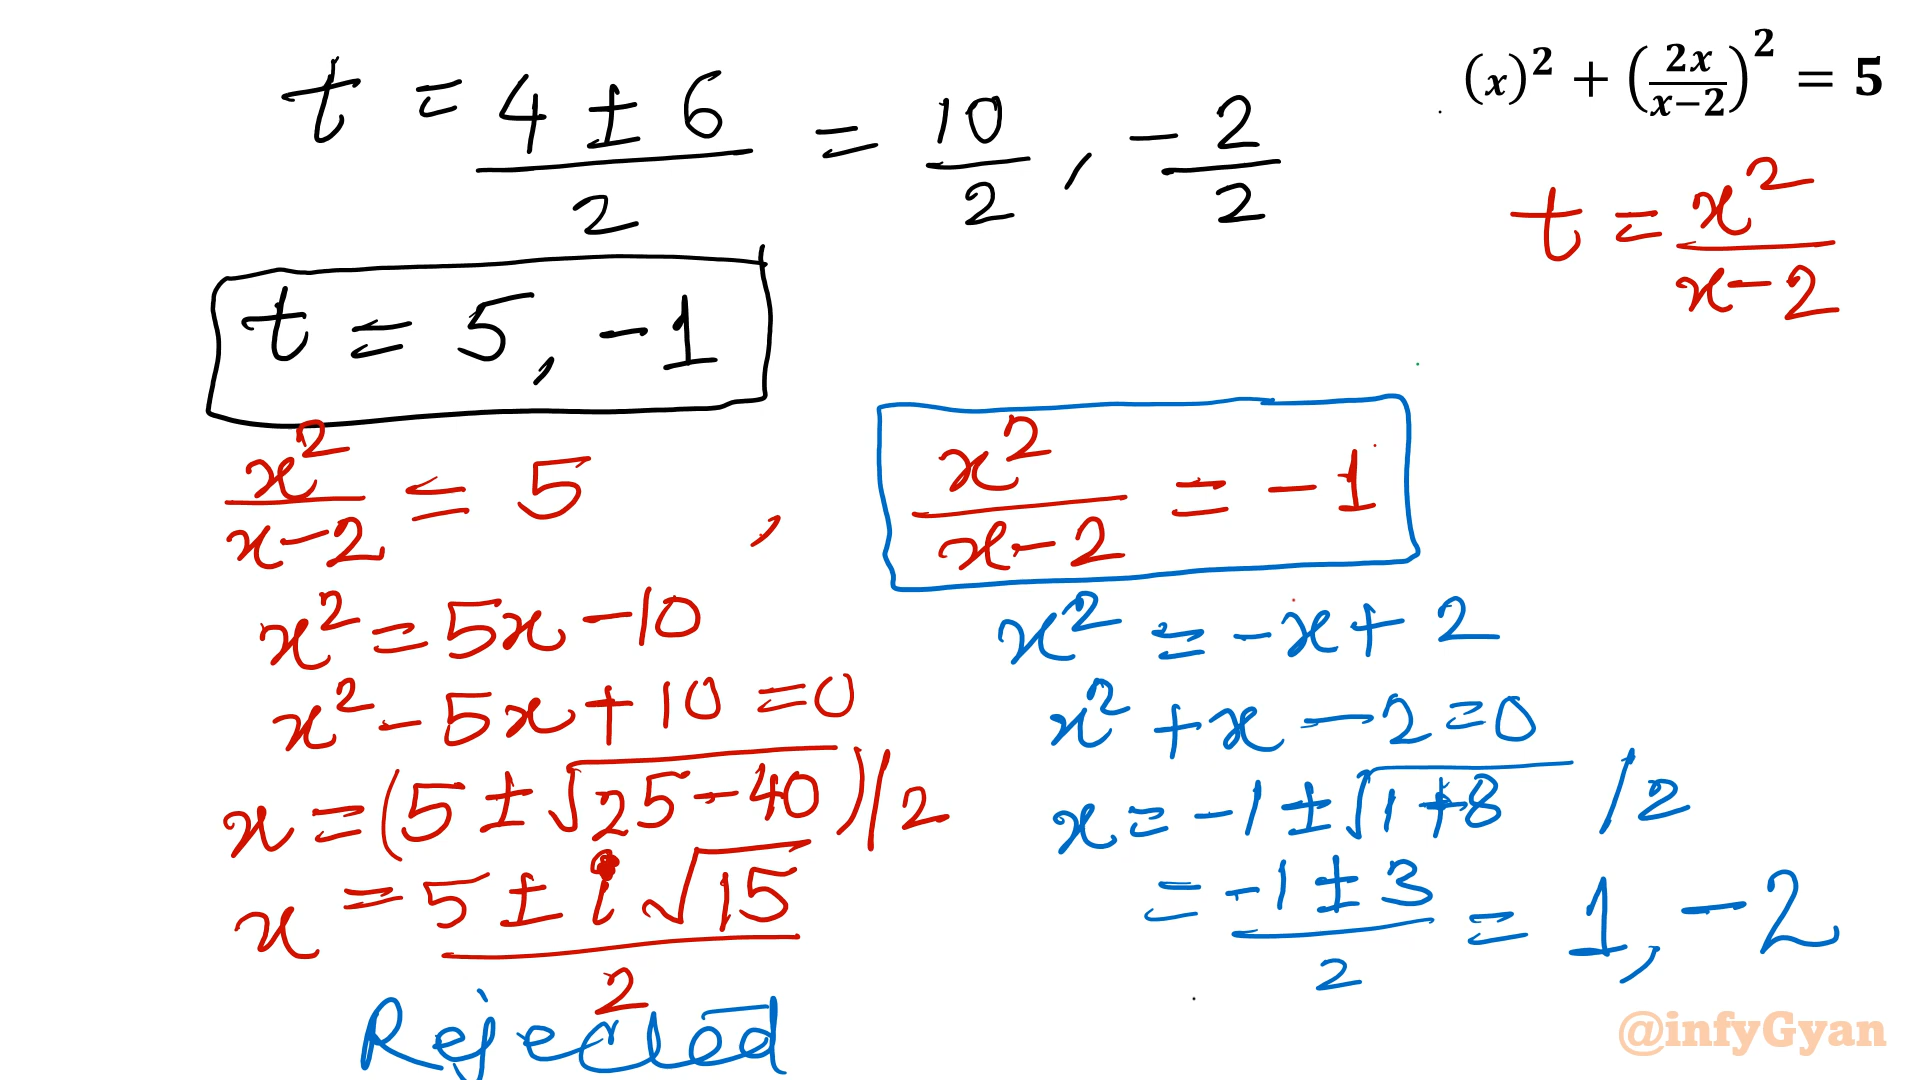 t = (4 ± 6)/2 = 10/2 , -2/2
(x)² + (2x/(x-2))² = 5
t = x²/(x-2)
t = 5, -1
x²/(x-2) = 5 , x²/(x-2) = -1
x² = 5x - 10
x² - 5x + 10 = 0
x = (5 ± √(25-40))/2
x = (5 ± i√15)/2
Rejected
x² = -x + 2
x² + x - 2 = 0
x = -1 ± √(1+8) /2
= (-1 ± 3)/2 = 1, -2
@infyGyan